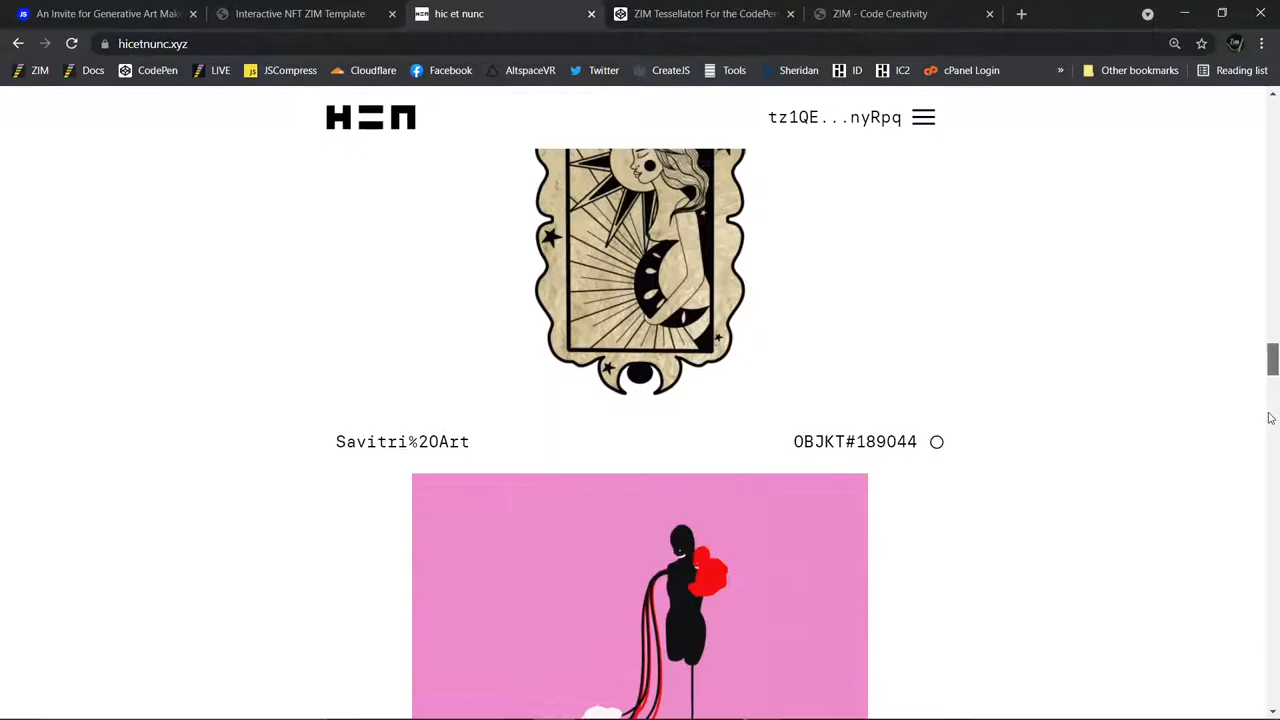 An Invite for Generative Art Mak
Interactive NFT ZIM Template
hic et nunc
ZIM Tessellator! For the CodePen
ZIM - Code Creativity
hicetnunc.xyz
ZIM
Docs
CodePen
LIVE
JSCompress
Cloudflare
Facebook
AltspaceVR
Twitter
CreateJS
Tools
Sheridan
ID
IC2
cPanel Login
»
Other bookmarks
Reading list
HEN
tz1QE...nyRpq
Savitri%20Art
OBJKT#189044